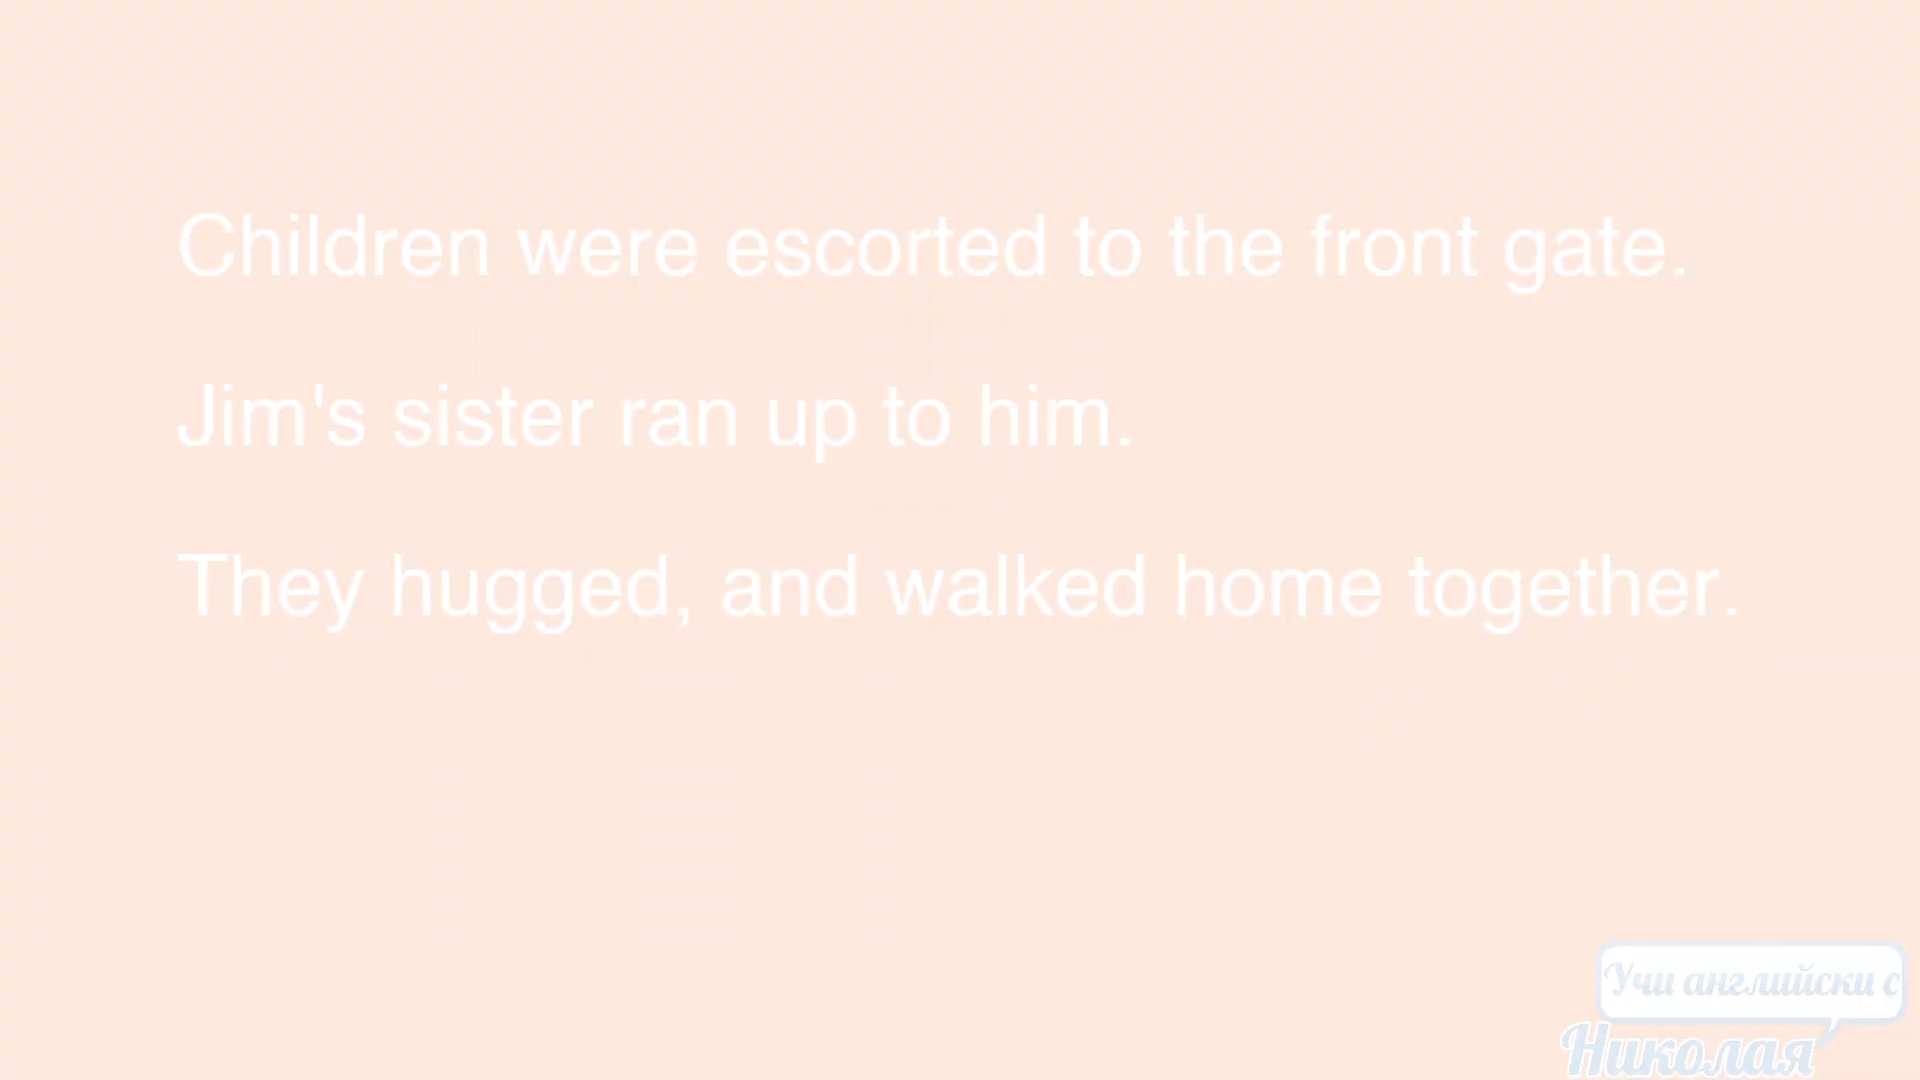 Children were escorted to the front gate.
Jim's sister ran up to him.
They hugged, and walked home together.
Учи английски с
Николая